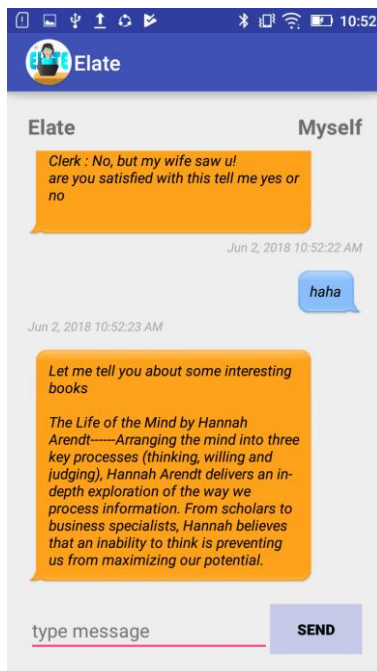 10:52
ELATE
Elate
Elate Myself
Clerk : No, but my wife saw u!
are you satisfied with this tell me yes or
no
Jun 2, 2018 10:52:22 AM
haha
Jun 2, 2018 10:52:23 AM
Let me tell you about some interesting
books
The Life of the Mind by Hannah
Arendt------Arranging the mind into three
key processes (thinking, willing and
judging), Hannah Arendt delivers an in-
depth exploration of the way we
process information. From scholars to
business specialists, Hannah believes
that an inability to think is preventing
us from maximizing our potential.
type message
SEND